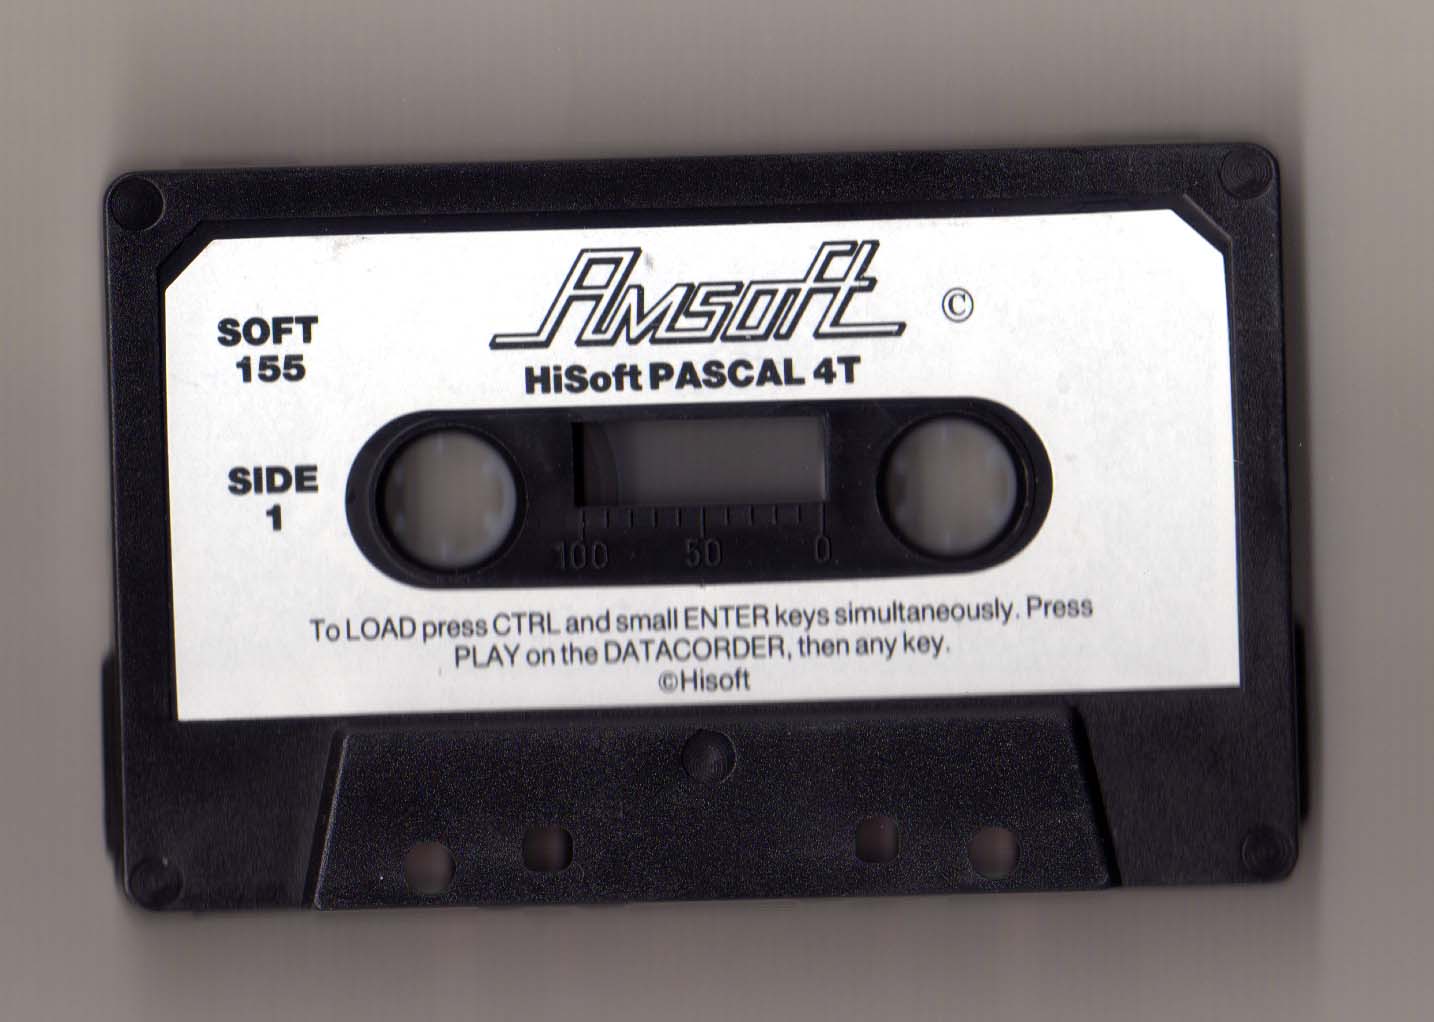 Amsoft ©
HiSoft PASCAL 4T
SOFT
155
SIDE
1
100 50 0
To LOAD press CTRL and small ENTER keys simultaneously. Press
PLAY on the DATACORDER, then any key.
©Hisoft